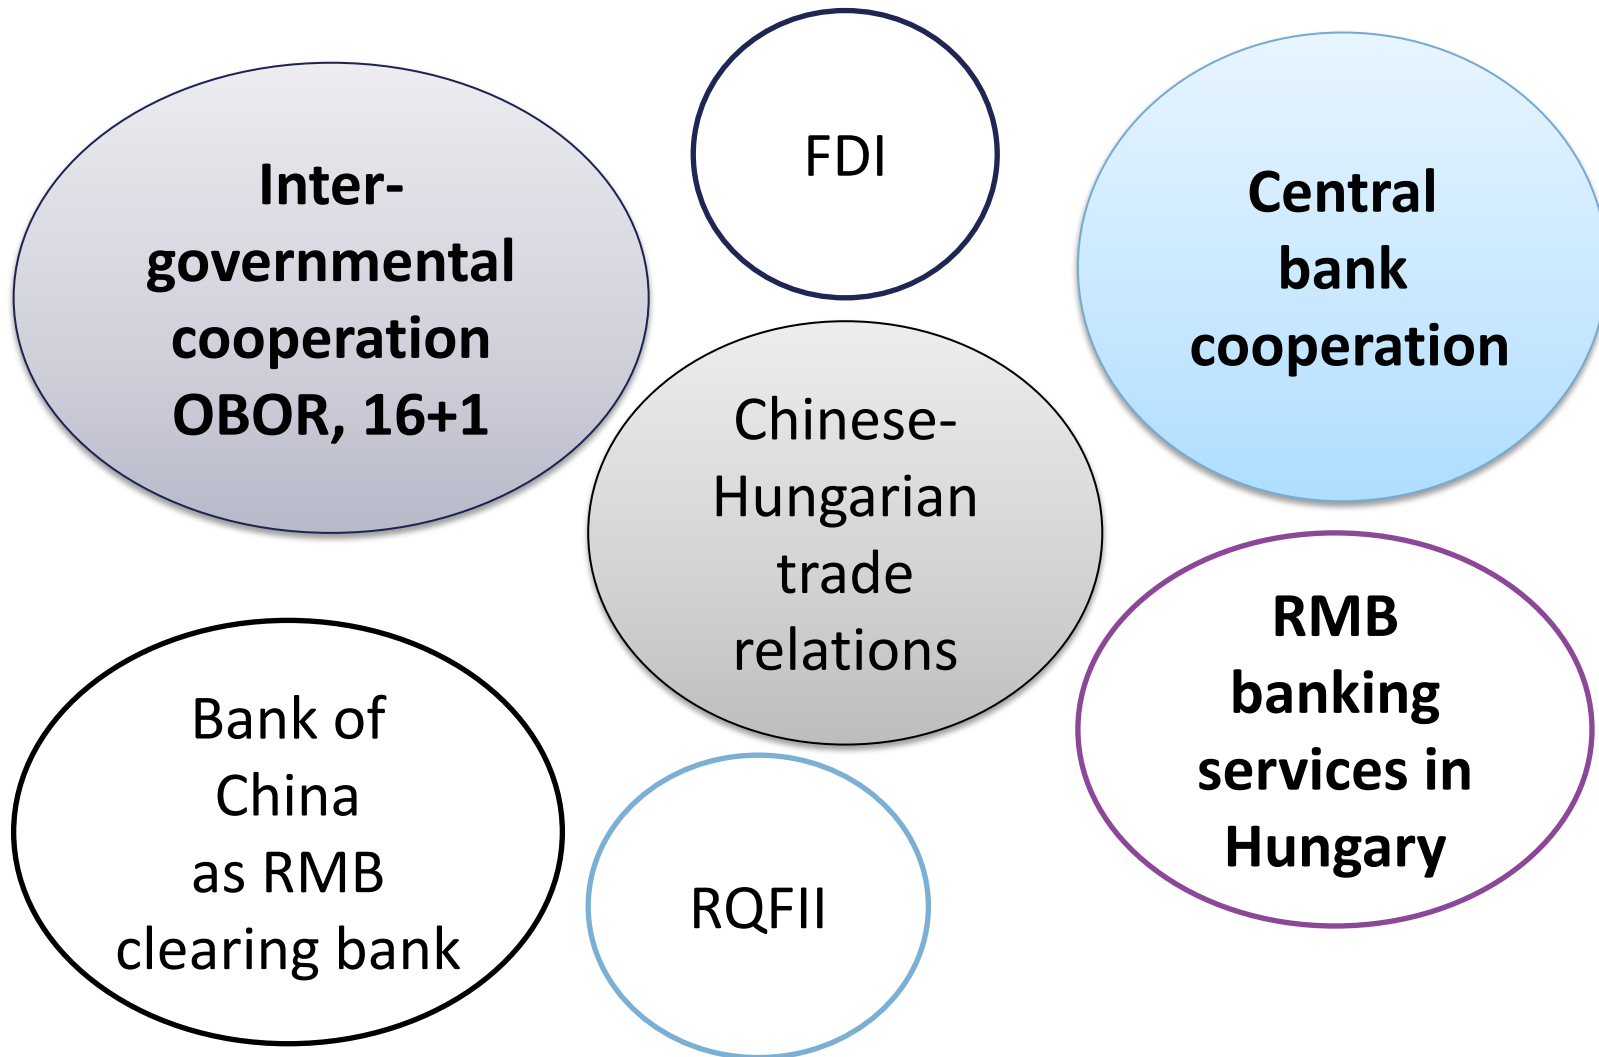 Inter-
governmental
cooperation
OBOR, 16+1
FDI
Central
bank
cooperation
Chinese-
Hungarian
trade
relations
Bank of
China
as RMB
clearing bank
RQFII
RMB
banking
services in
Hungary